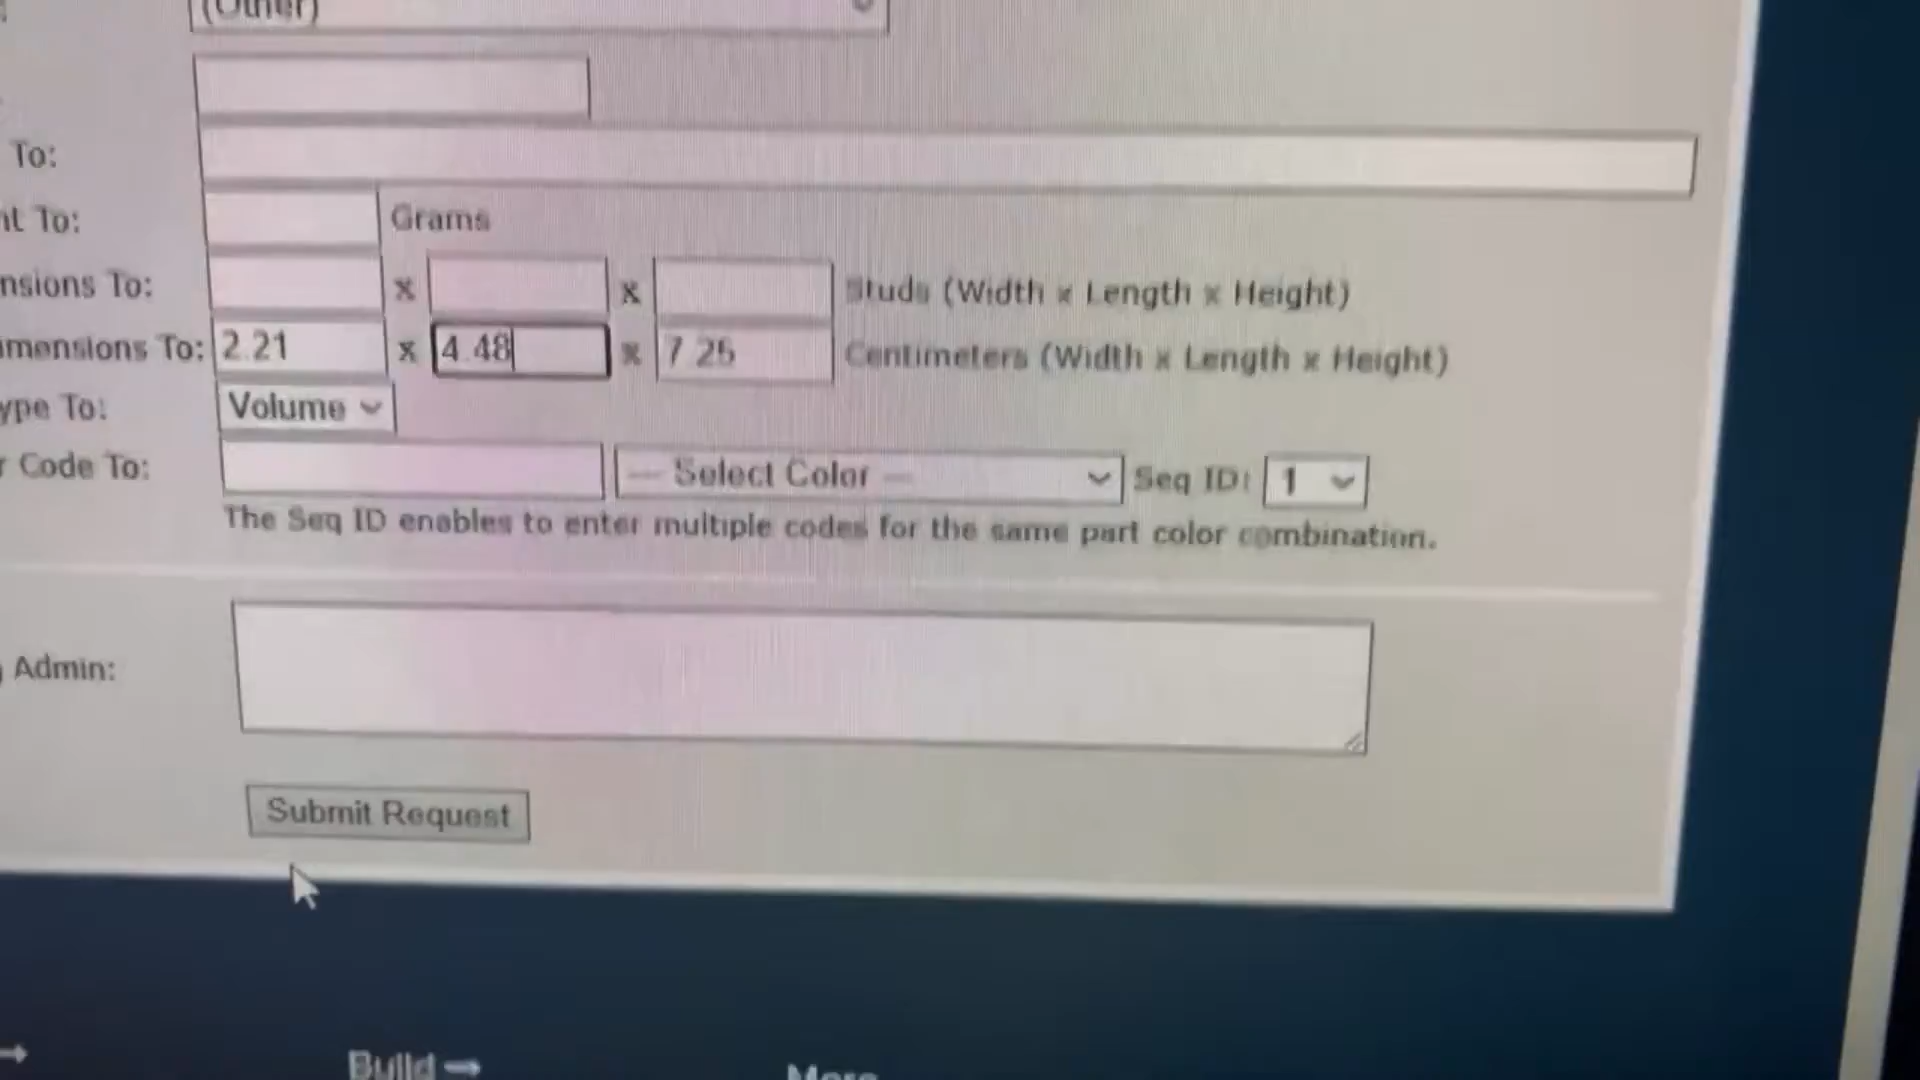 (Other)
To:
nt To: Grams
nsions To: x x Studs (Width x Length x Height)
mensions To: 2.21 x 4.48 x 7.25 Centimeters (Width x Length x Height)
ype To: Volume
r Code To: --- Select Color --- Seq ID: 1
The Seq ID enables to enter multiple codes for the same part color combination.
Admin:
Submit Request
→ Build → More